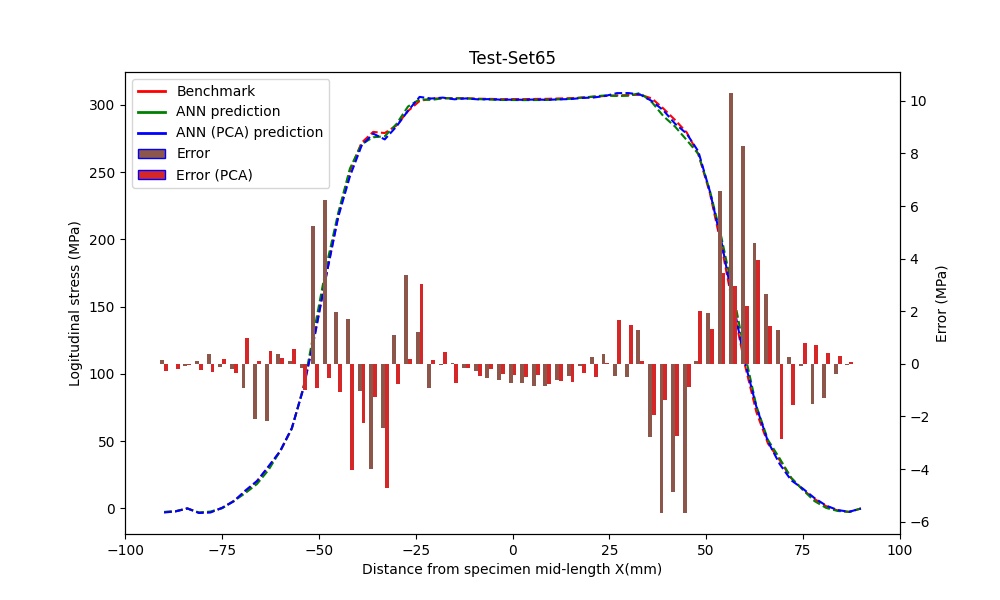 Test-Set65
Benchmark
ANN prediction
ANN (PCA) prediction
Error
Error (PCA)
300
250
200
150
100
50
0
Logitudinal stress (MPa)
10
8
6
4
2
0
−2
−4
−6
Error (MPa)
−100 −75 −50 −25 0 25 50 75 100
Distance from specimen mid-length X(mm)